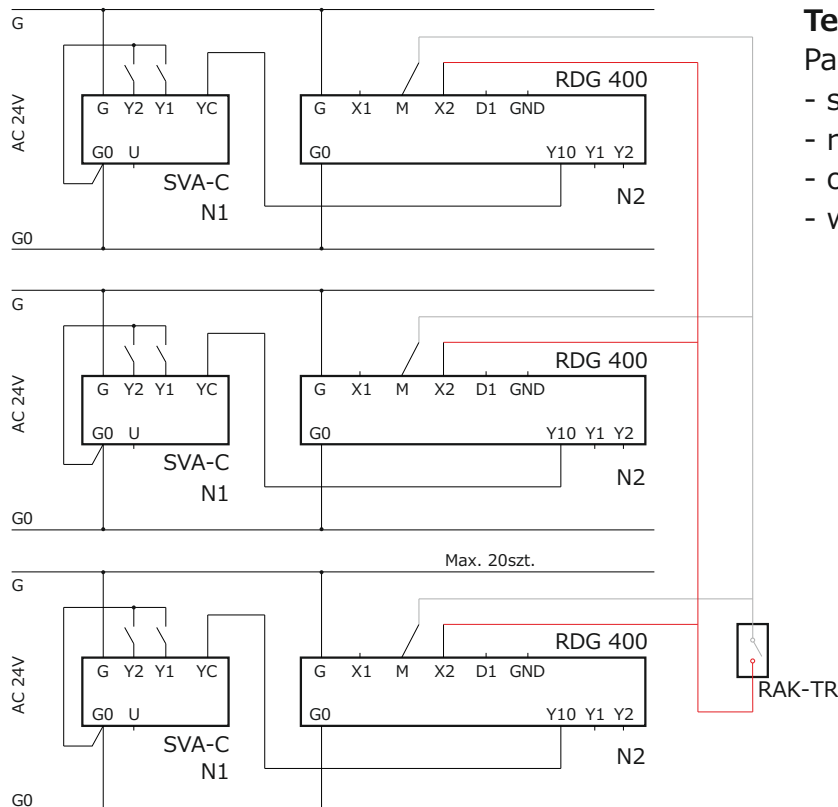 G
AC 24V
G Y2 Y1 YC
G0 U
SVA-C
N1
RDG 400
G X1 M X2 D1 GND
G0 Y10 Y1 Y2
N2
G0
Te
Pa
- s
-
- 
-
G
AC 24V
G Y2 Y1 YC
G0 U
SVA-C
N1
RDG 400
G X1 M X2 D1 GND
G0 Y10 Y1 Y2
N2
G0
Max. 20szt.
G
AC 24V
G Y2 Y1 YC
G0 U
SVA-C
N1
RDG 400
G X1 M X2 D1 GND
G0 Y10 Y1 Y2
N2
G0
RAK-TR